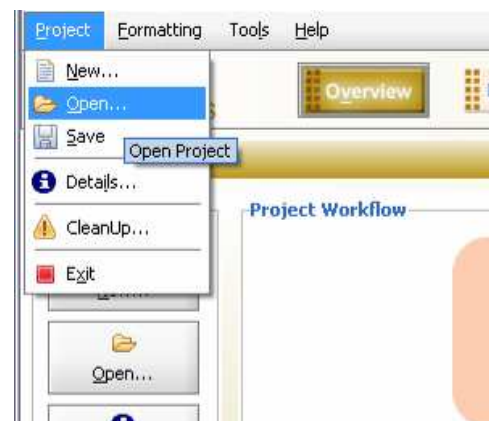 Project Formatting Tools Help
New...
Open...
Save
Open Project
Details...
CleanUp...
Exit
Overview
Project Workflow
Open...